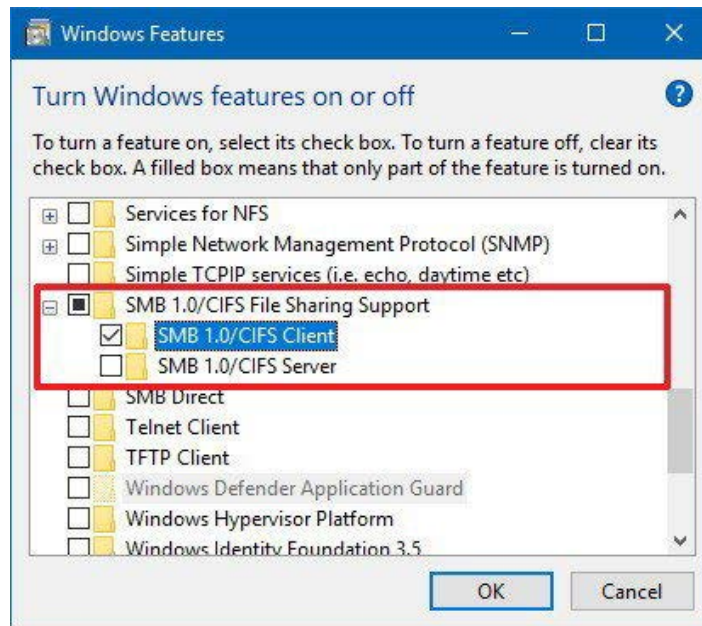 Windows Features
Turn Windows features on or off
?
To turn a feature on, select its check box. To turn a feature off, clear its
check box. A filled box means that only part of the feature is turned on.
Services for NFS
Simple Network Management Protocol (SNMP)
Simple TCPIP services (i.e. echo, daytime etc)
SMB 1.0/CIFS File Sharing Support
SMB 1.0/CIFS Client
SMB 1.0/CIFS Server
SMB Direct
Telnet Client
TFTP Client
Windows Defender Application Guard
Windows Hypervisor Platform
Windows Identity Foundation 3.5
OK Cancel